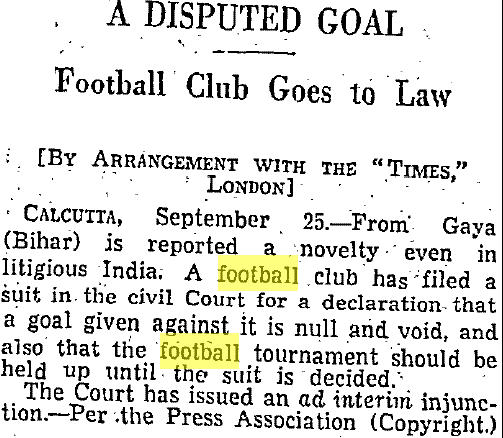 A DISPUTED GOAL
Football Club Goes to Law
[BY ARRANGEMENT WITH THE "TIMES,"
LONDON]
CALCUTTA, September 25.—From Gaya
(Bihar) is reported a novelty even in
litigious India. A football club has filed a
suit in the civil Court for a declaration that
a goal given against it is null and void, and
also that the football tournament should be
held up until the suit is decided.
The Court has issued an ad interim injunc-
tion.—Per the Press Association (Copyright.)